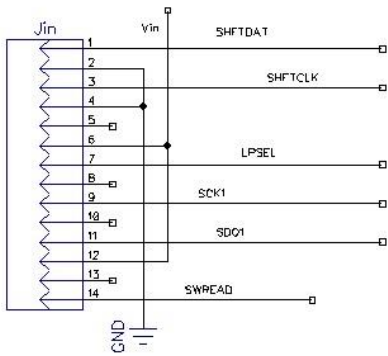 Jin
Vin
1 SHFTDAT
2
3 SHFTCLK
4
5
6
7 LPSEL
8
9 SCK1
10
11 SDO1
12
13
14 SWREAD
GND